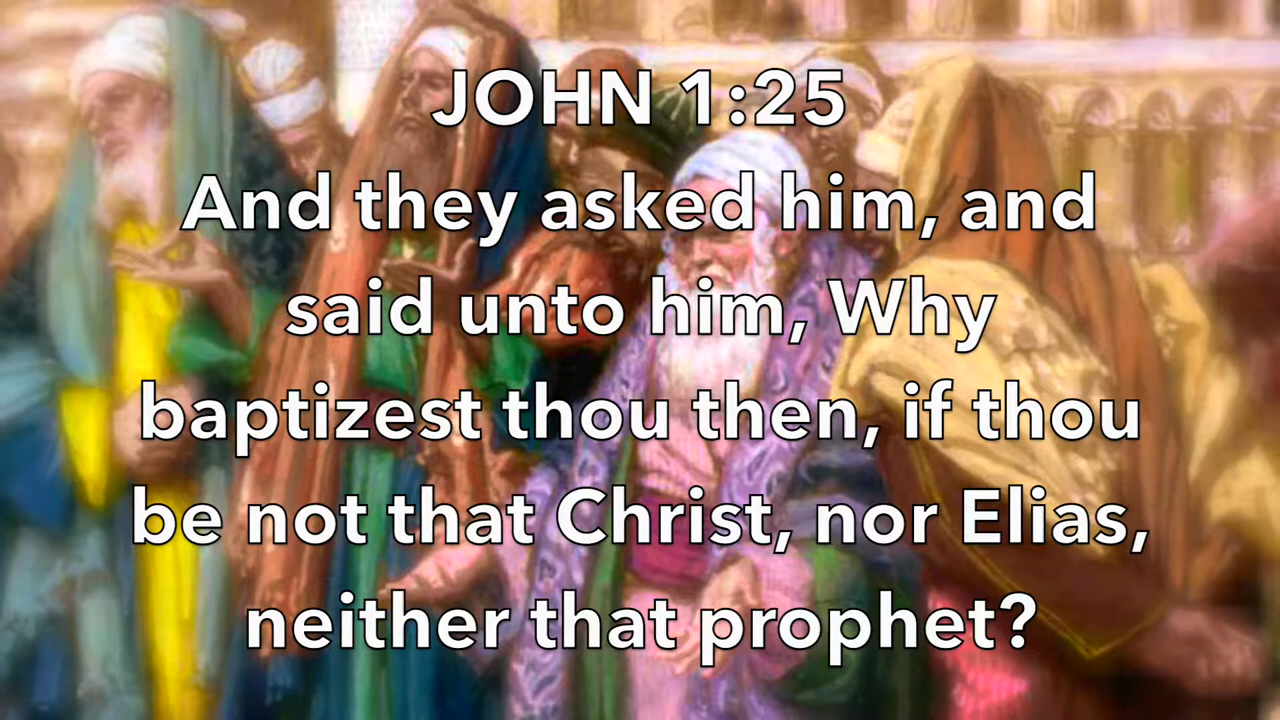 JOHN 1:25
And they asked him, and
said unto him, Why
baptizest thou then, if thou
be not that Christ, nor Elias,
neither that prophet?